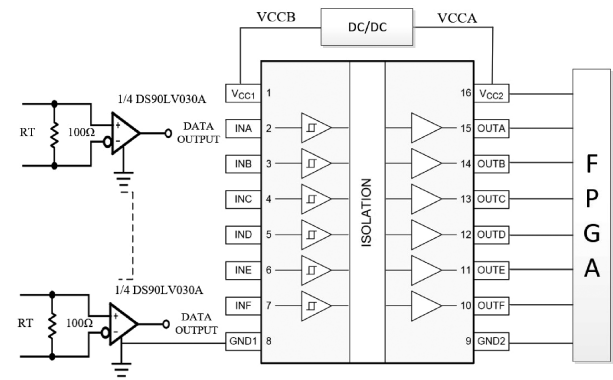 VCCB
DC/DC
VCCA
1/4 DS90LV030A
RT
100Ω
+
−
DATA
OUTPUT
VCC1 1
INA 2
INB 3
INC 4
IND 5
INE 6
INF 7
GND1 8
ISOLATION
16 VCC2
15 OUTA
14 OUTB
13 OUTC
12 OUTD
11 OUTE
10 OUTF
9 GND2
F
P
G
A
1/4 DS90LV030A
RT
100Ω
+
−
DATA
OUTPUT